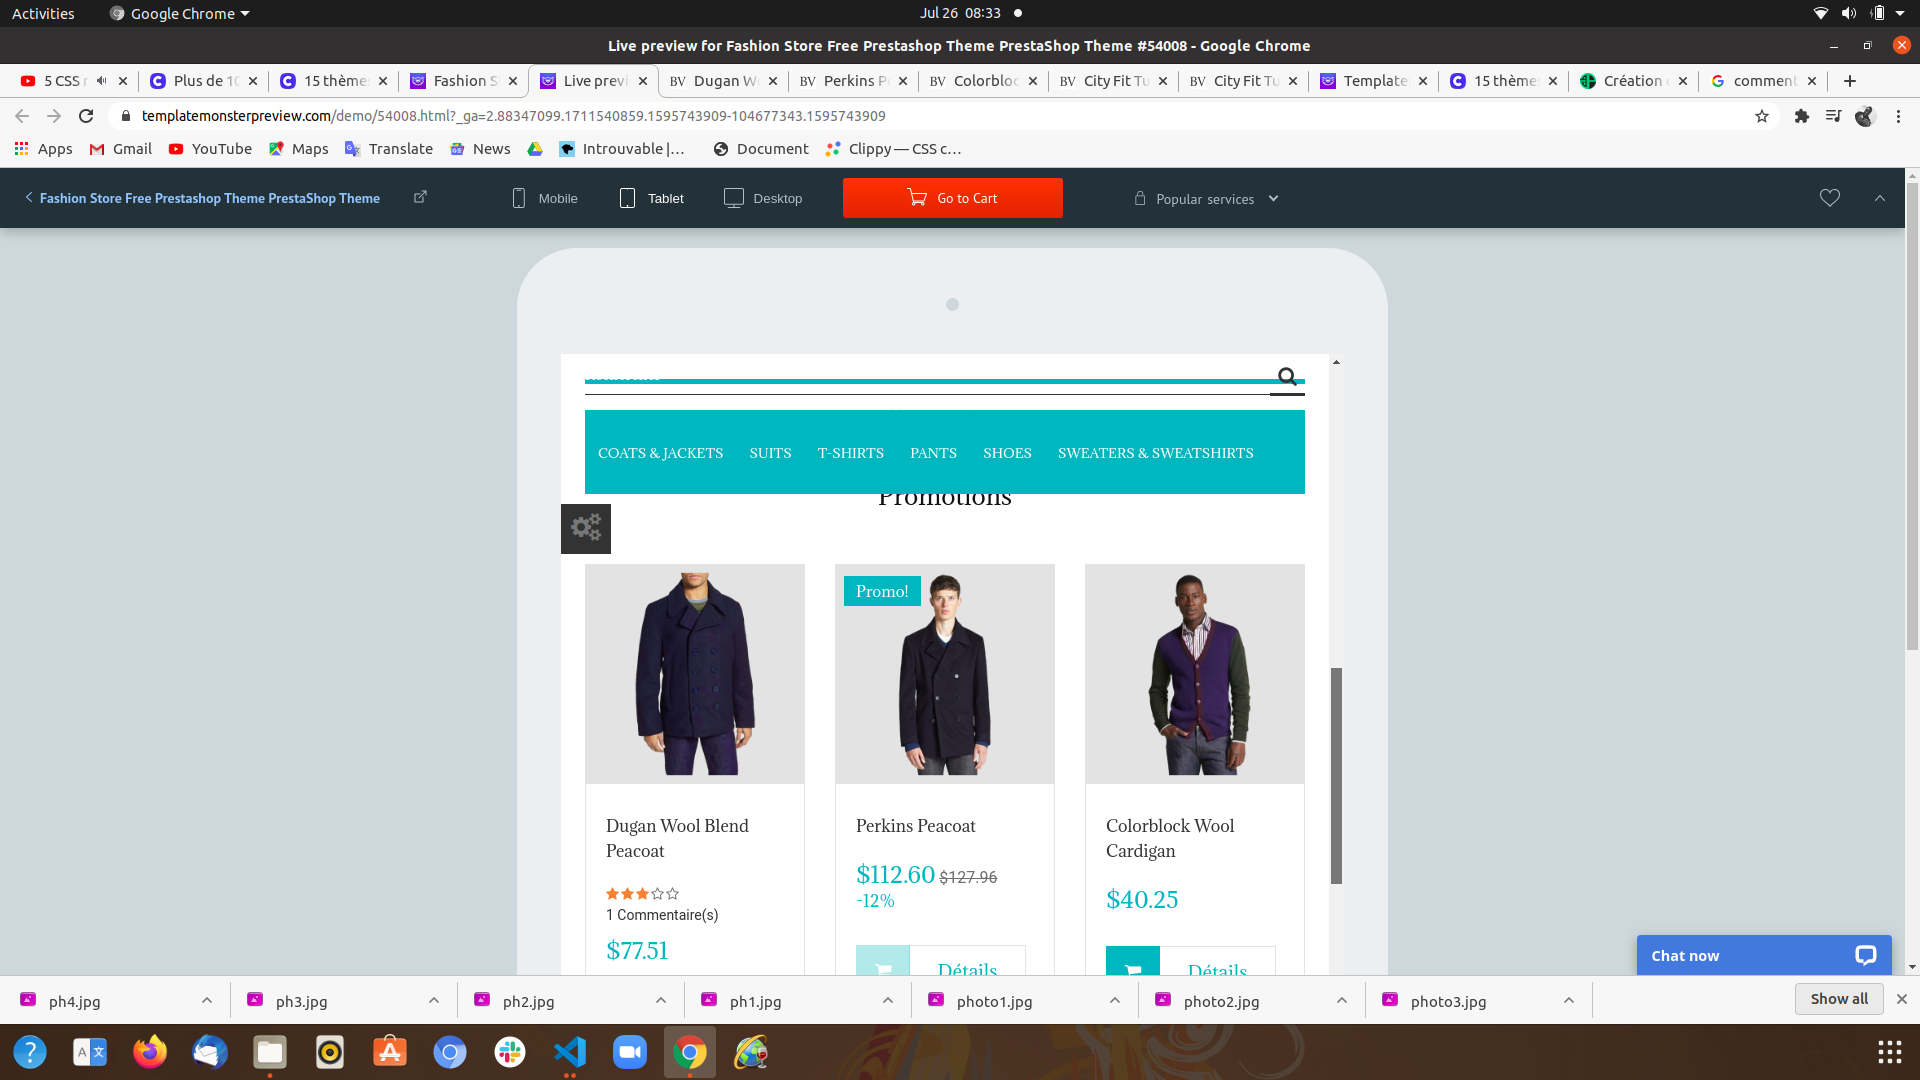 Activities
Google Chrome
Jul 26 08:33
Live preview for Fashion Store Free Prestashop Theme PrestaShop Theme #54008 - Google Chrome
5 CSS
Plus de 10
15 thème
Fashion S
Live previ
Dugan W
Perkins P
Colorbloc
City Fit Tu
City Fit Tu
Template
15 thème
Création
comment
templatemonsterpreview.com/demo/54008.html?_ga=2.88347099.1711540859.1595743909-104677343.1595743909
Apps
Gmail
YouTube
Maps
Translate
News
Introuvable |...
Document
Clippy — CSS c...
Fashion Store Free Prestashop Theme PrestaShop Theme
Mobile
Tablet
Desktop
Go to Cart
Popular services
COATS & JACKETS
SUITS
T-SHIRTS
PANTS
SHOES
SWEATERS & SWEATSHIRTS
Promotions
Promo!
Dugan Wool Blend
Peacoat
1 Commentaire(s)
$77.51
Perkins Peacoat
$112.60 $127.96
-12%
Détails
Colorblock Wool
Cardigan
$40.25
Détails
Chat now
ph4.jpg
ph3.jpg
ph2.jpg
ph1.jpg
photo1.jpg
photo2.jpg
photo3.jpg
Show all